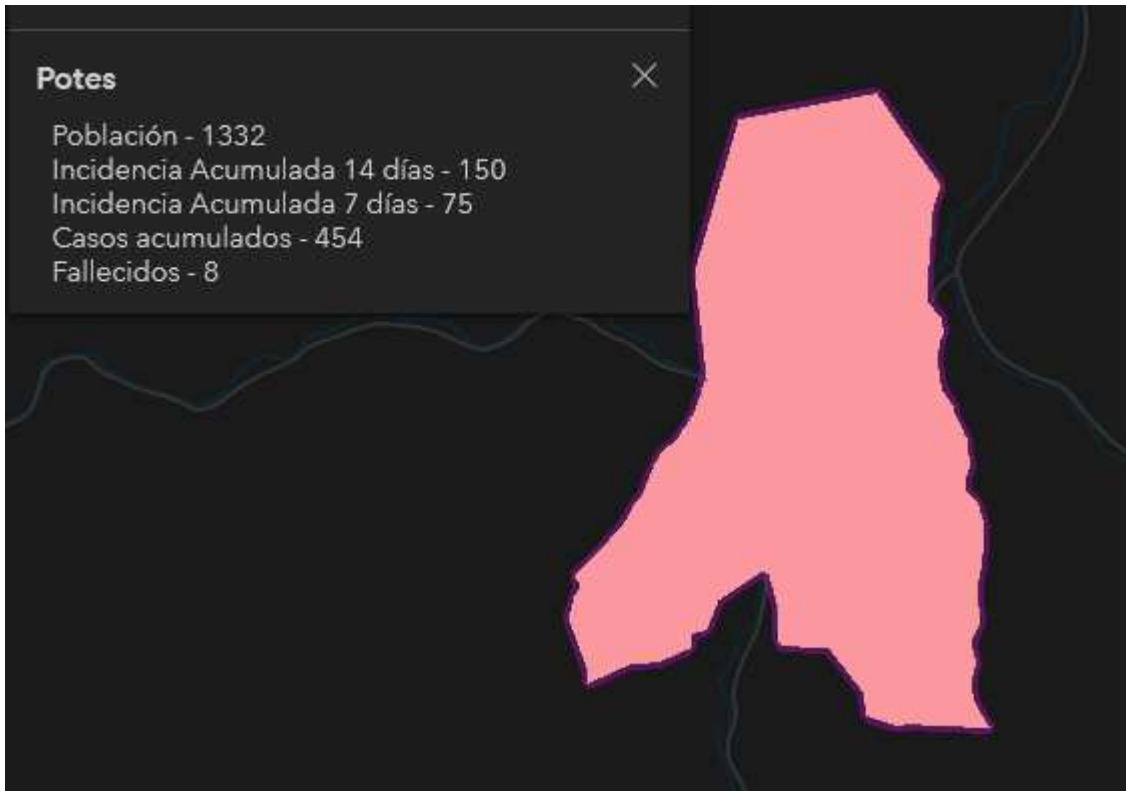 Potes
Población - 1332
Incidencia Acumulada 14 días - 150
Incidencia Acumulada 7 días - 75
Casos acumulados - 454
Fallecidos - 8